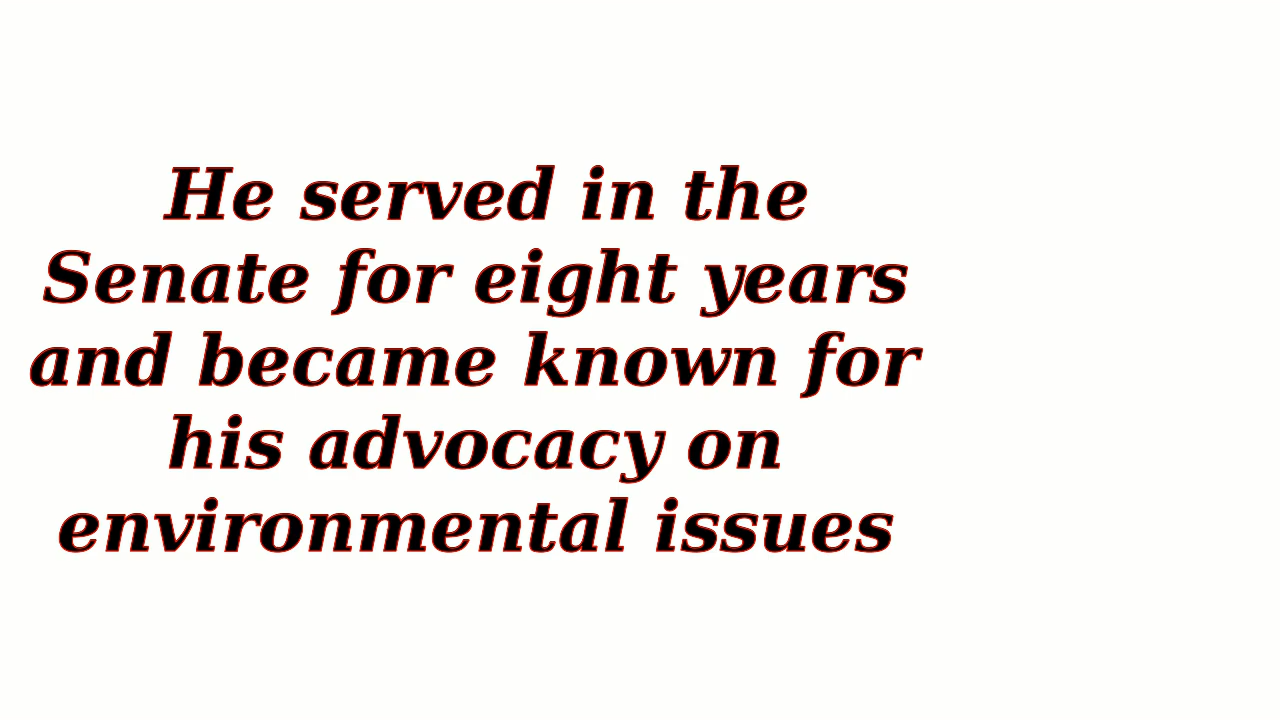 He served in the
Senate for eight years
and became known for
his advocacy on
environmental issues